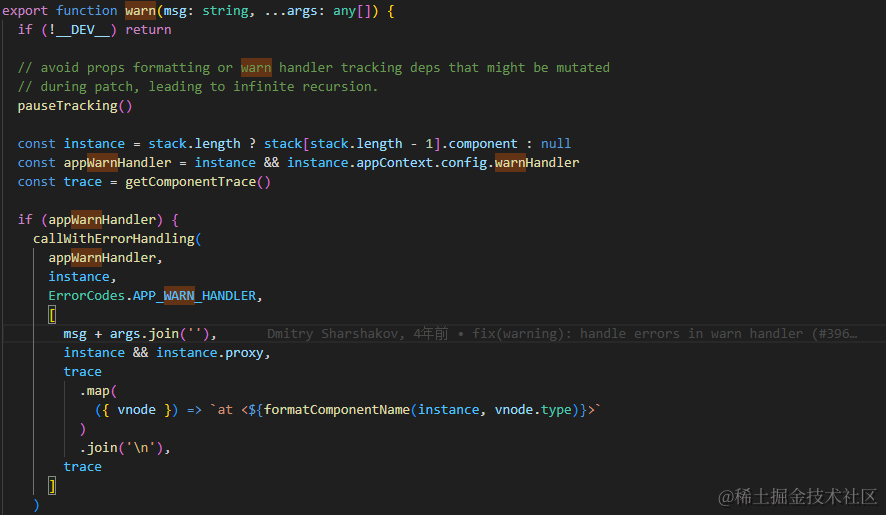 export function warn(msg: string, ...args: any[]) {
  if (!__DEV__) return

  // avoid props formatting or warn handler tracking deps that might be mutated
  // during patch, leading to infinite recursion.
  pauseTracking()

  const instance = stack.length ? stack[stack.length - 1].component : null
  const appWarnHandler = instance && instance.appContext.config.warnHandler
  const trace = getComponentTrace()

  if (appWarnHandler) {
    callWithErrorHandling(
      appWarnHandler,
      instance,
      ErrorCodes.APP_WARN_HANDLER,
      [
        msg + args.join(''),      Dmitry Sharshakov, 4年前 • fix(warning): handle errors in warn handler (#396…
        instance && instance.proxy,
        trace
          .map(
            ({ vnode }) => `at <${formatComponentName(instance, vnode.type)}>`
          )
          .join('\n'),
        trace
      ]
    )
@稀土掘金技术社区